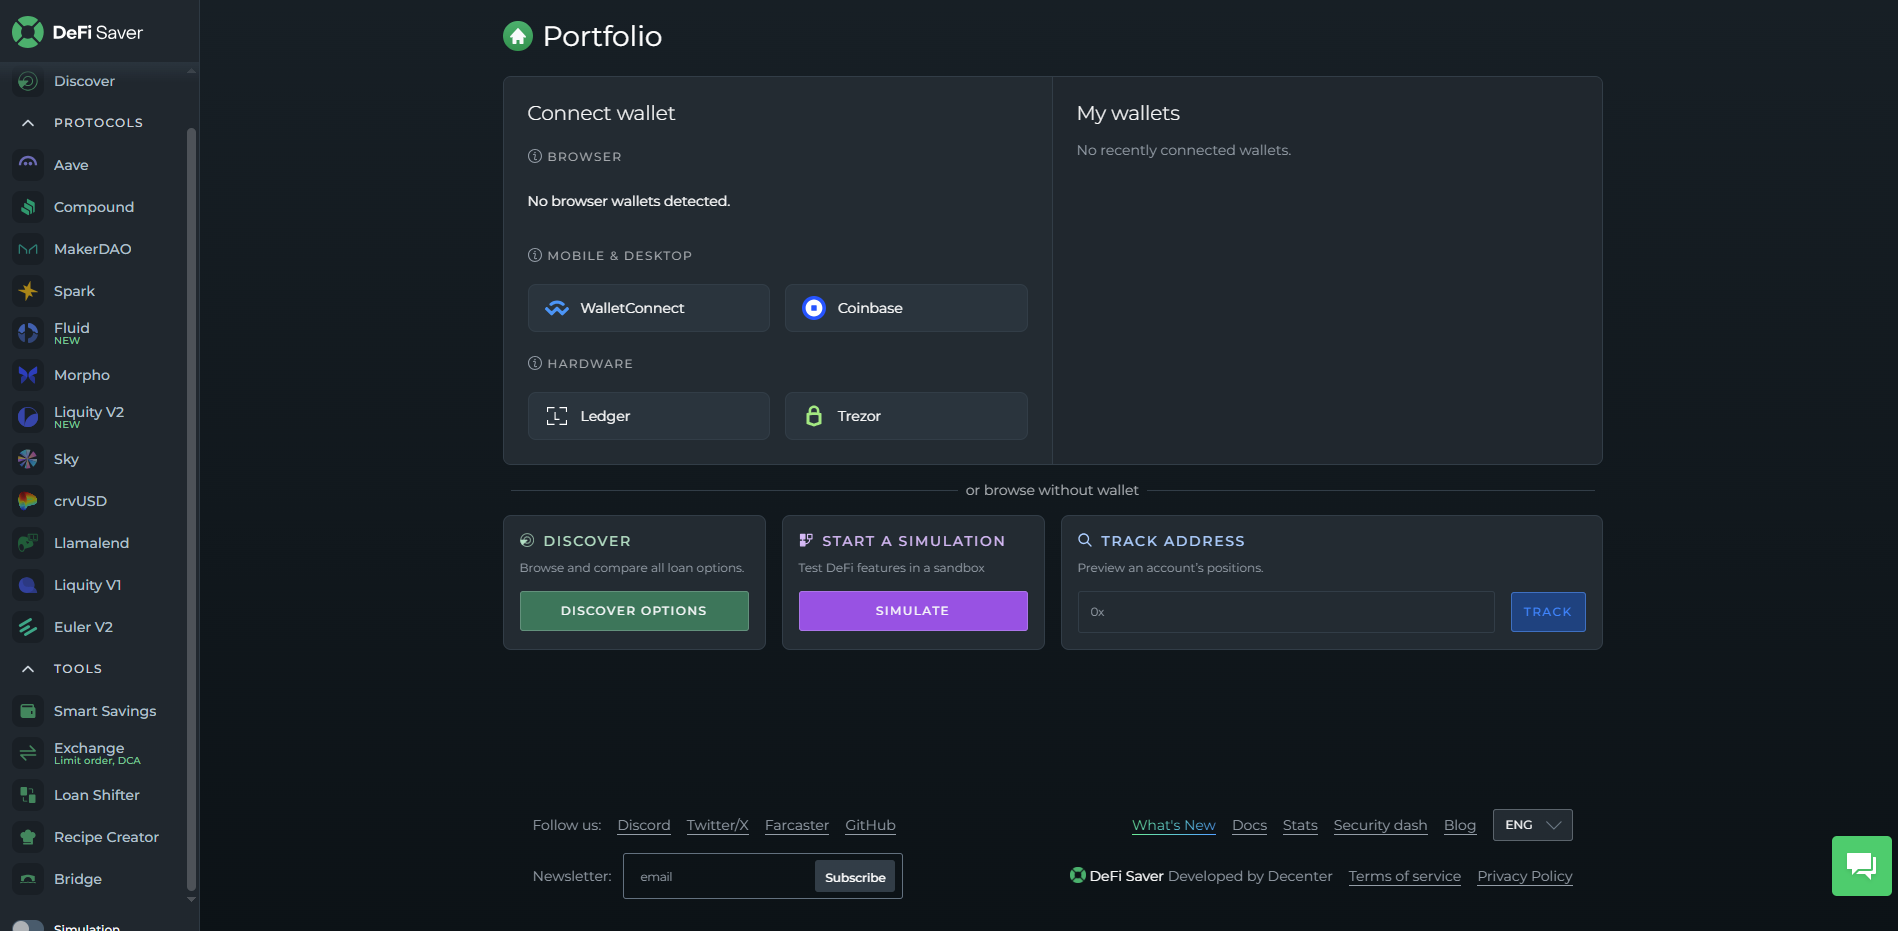 DeFi Saver
Discover
PROTOCOLS
Aave
Compound
MakerDAO
Spark
Fluid
NEW
Morpho
Liquity V2
NEW
Sky
crvUSD
Llamalend
Liquity V1
Euler V2
TOOLS
Smart Savings
Exchange
Limit order, DCA
Loan Shifter
Recipe Creator
Bridge
Simulation
Portfolio
Connect wallet
BROWSER
No browser wallets detected.
MOBILE & DESKTOP
WalletConnect
Coinbase
HARDWARE
Ledger
Trezor
My wallets
No recently connected wallets.
or browse without wallet
DISCOVER
Browse and compare all loan options.
DISCOVER OPTIONS
START A SIMULATION
Test DeFi features in a sandbox
SIMULATE
TRACK ADDRESS
Preview an account's positions.
0x
TRACK
Follow us: Discord Twitter/X Farcaster GitHub
Newsletter: email Subscribe
What's New Docs Stats Security dash Blog ENG
DeFi Saver Developed by Decenter Terms of service Privacy Policy